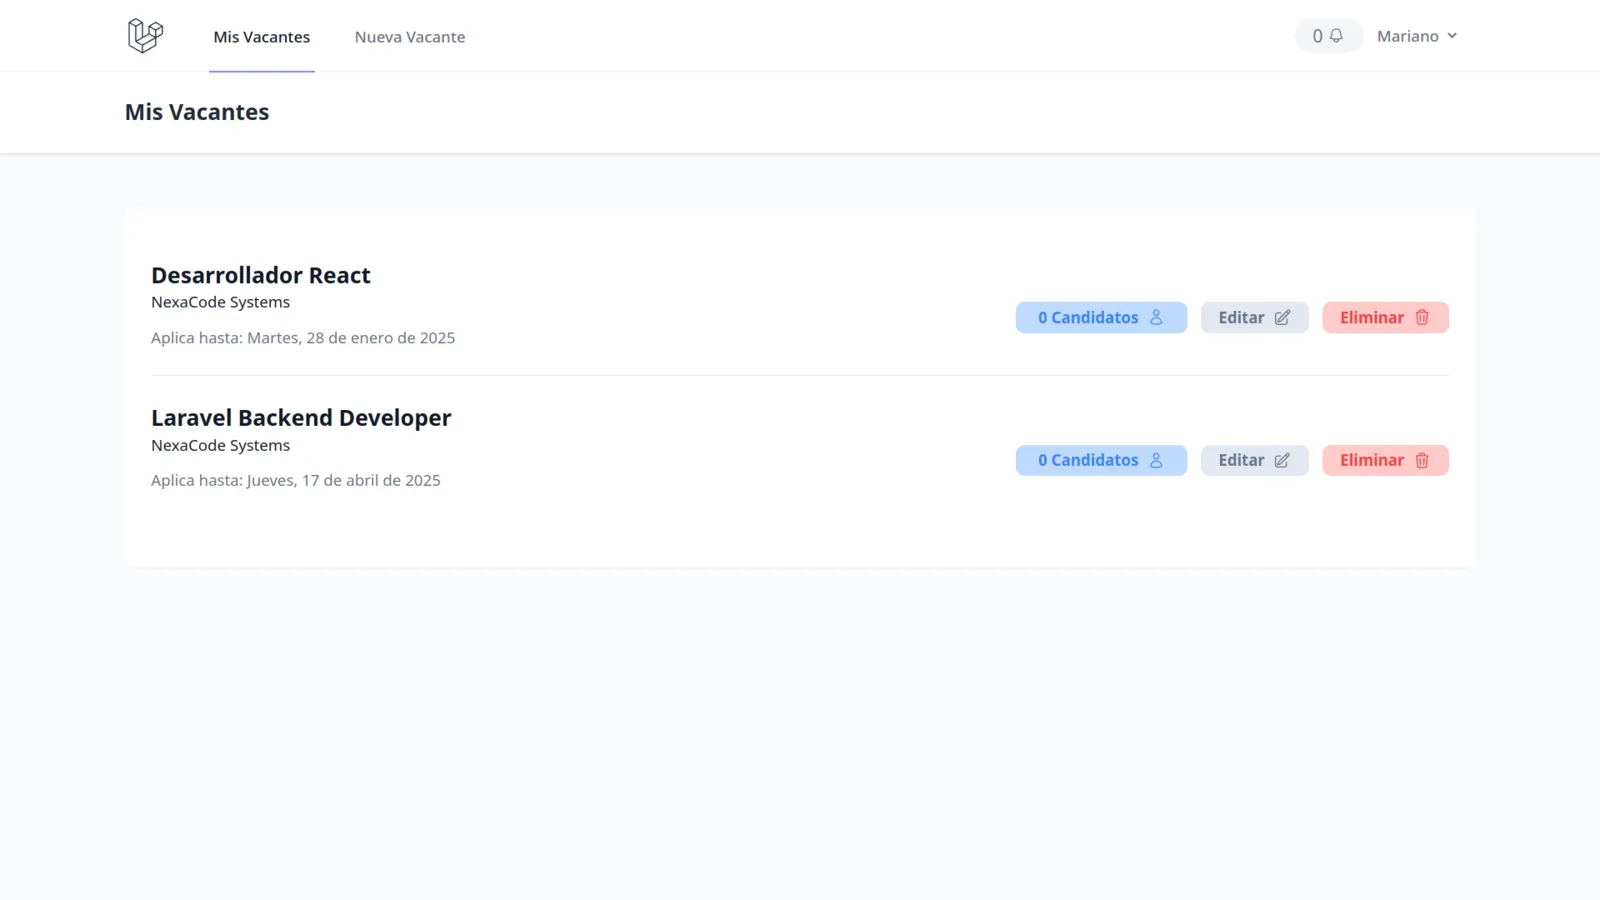 Mis Vacantes
Nueva Vacante
0
Mariano
Mis Vacantes
Desarrollador React
NexaCode Systems
Aplica hasta: Martes, 28 de enero de 2025
0 Candidatos
Editar
Eliminar
Laravel Backend Developer
NexaCode Systems
Aplica hasta: Jueves, 17 de abril de 2025
0 Candidatos
Editar
Eliminar